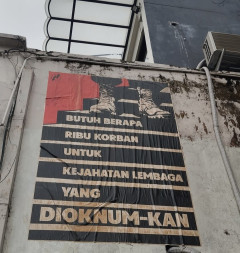 BUTUH BERAPA
RIBU KORBAN
UNTUK
KEJAHATAN LEMBAGA
YANG
DIOKNUM-KAN